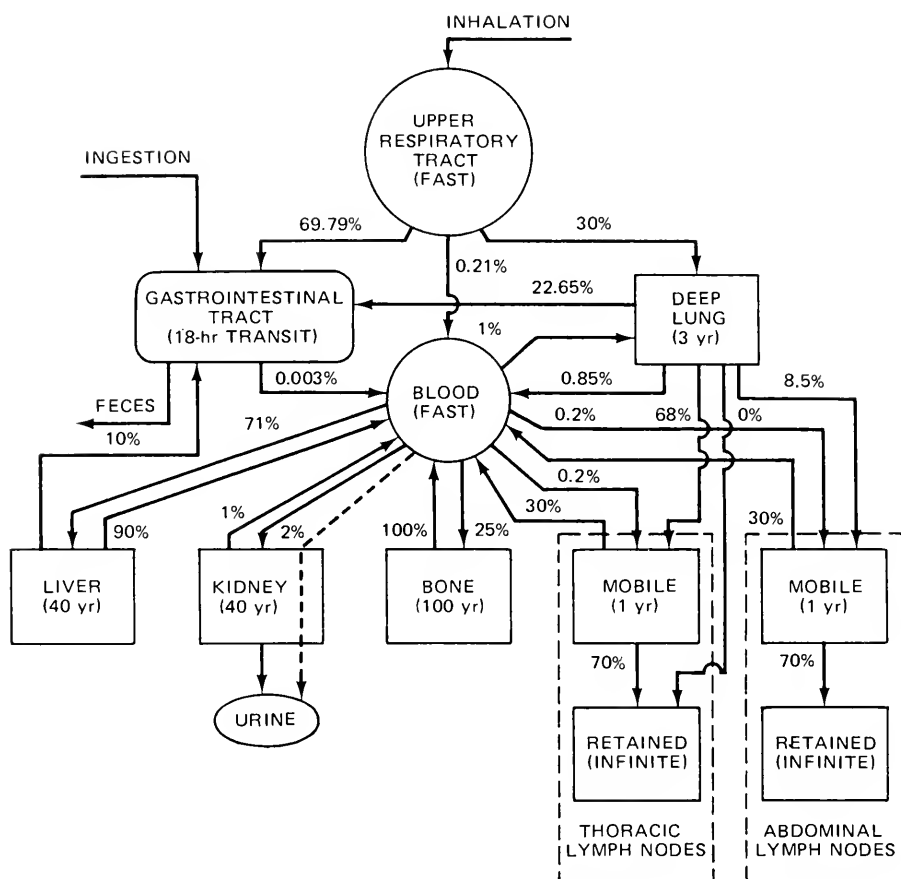 INHALATION
UPPER
RESPIRATORY
TRACT
(FAST)
INGESTION
69.79%
30%
0.21%
GASTROINTESTINAL
TRACT
(18-hr TRANSIT)
22.65%
DEEP
LUNG
(3 yr)
1%
0.003%
BLOOD
(FAST)
0.85%
8.5%
FECES
10%
71%
0.2%
68%
0%
0.2%
90%
1%
2%
100%
25%
30%
30%
LIVER
(40 yr)
KIDNEY
(40 yr)
BONE
(100 yr)
MOBILE
(1 yr)
MOBILE
(1 yr)
70%
70%
URINE
RETAINED
(INFINITE)
RETAINED
(INFINITE)
THORACIC
LYMPH NODES
ABDOMINAL
LYMPH NODES